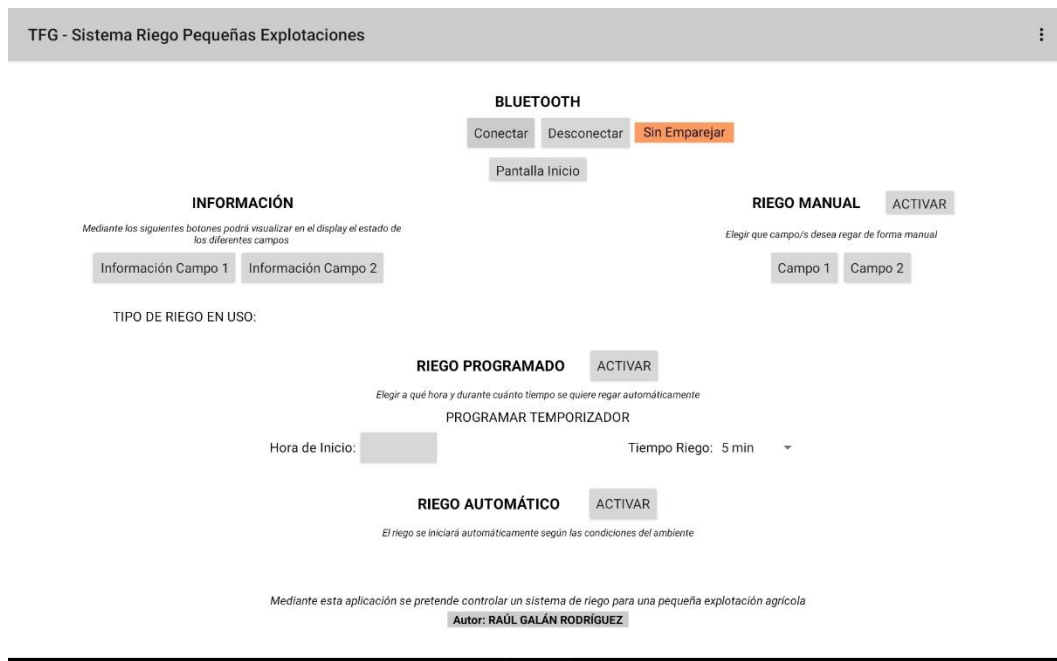 TFG - Sistema Riego Pequeñas Explotaciones
BLUETOOTH
Conectar Desconectar Sin Emparejar
Pantalla Inicio
INFORMACIÓN
Mediante los siguientes botones podrá visualizar en el display el estado de
los diferentes campos
Información Campo 1 Información Campo 2
RIEGO MANUAL ACTIVAR
Elegir que campo/s desea regar de forma manual
Campo 1 Campo 2
TIPO DE RIEGO EN USO:
RIEGO PROGRAMADO ACTIVAR
Elegir a qué hora y durante cuánto tiempo se quiere regar automáticamente
PROGRAMAR TEMPORIZADOR
Hora de Inicio: Tiempo Riego: 5 min
RIEGO AUTOMÁTICO ACTIVAR
El riego se iniciará automáticamente según las condiciones del ambiente
Mediante esta aplicación se pretende controlar un sistema de riego para una pequeña explotación agrícola
Autor: RAÚL GALÁN RODRÍGUEZ